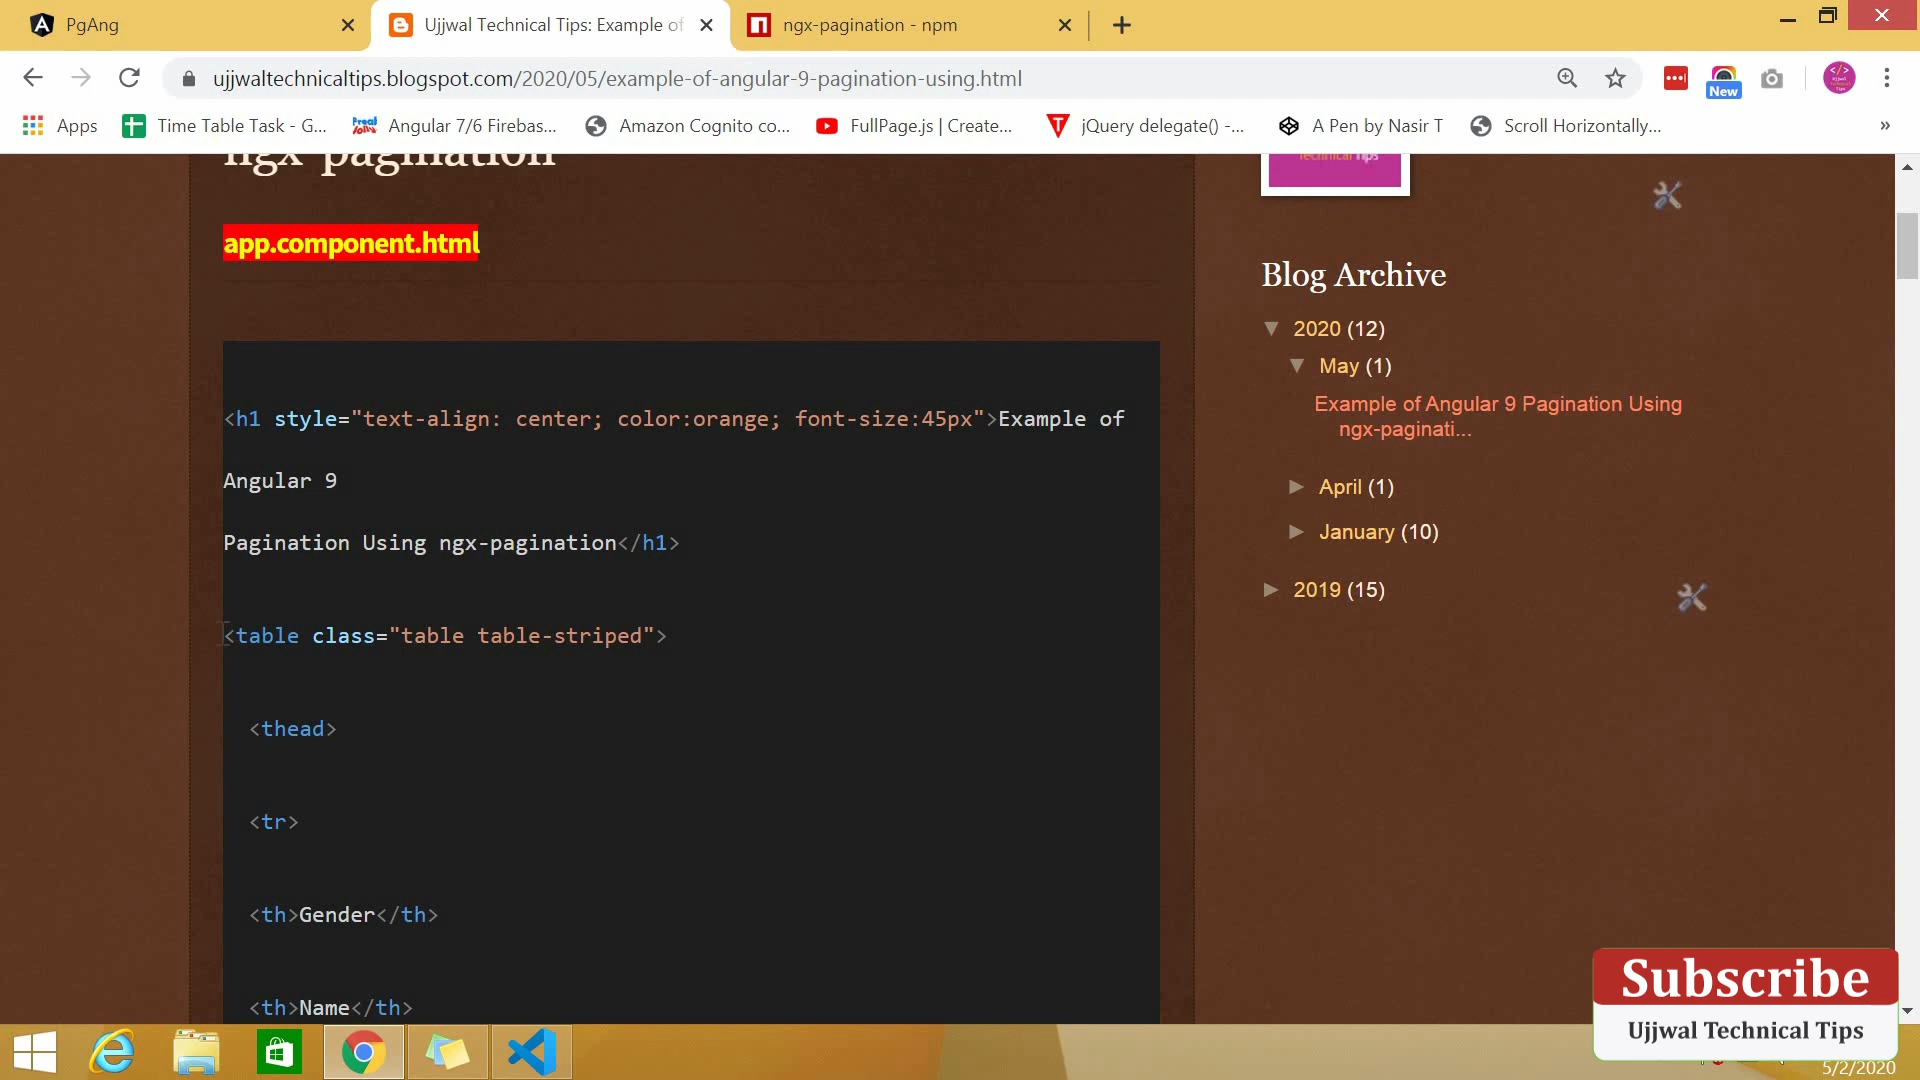 PgAng
Ujjwal Technical Tips: Example of
ngx-pagination - npm
ujjwaltechnicaltips.blogspot.com/2020/05/example-of-angular-9-pagination-using.html
New
Apps
Time Table Task - G...
Angular 7/6 Firebas...
Amazon Cognito co...
FullPage.js | Create...
jQuery delegate() -...
A Pen by Nasir T
Scroll Horizontally...
»
ngx-pagination
Technical Tips
app.component.html
<h1 style="text-align: center; color:orange; font-size:45px">Example of
Angular 9
Pagination Using ngx-pagination</h1>
<table class="table table-striped">
<thead>
<tr>
<th>Gender</th>
<th>Name</th>
Blog Archive
▼ 2020 (12)
▼ May (1)
Example of Angular 9 Pagination Using
ngx-paginati...
► April (1)
► January (10)
► 2019 (15)
Subscribe
Ujjwal Technical Tips
5/2/2020